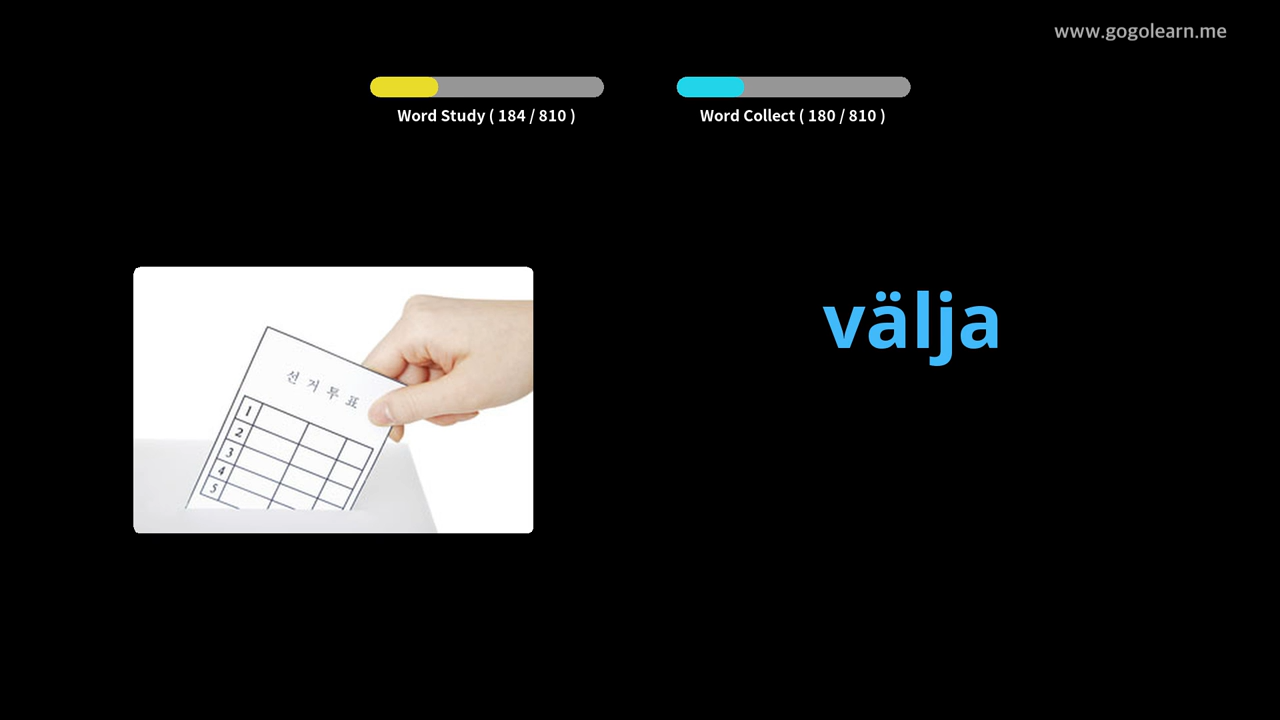 www.gogolearn.me
Word Study ( 184 / 810 )
Word Collect ( 180 / 810 )
välja
선거투표
1
2
3
4
5